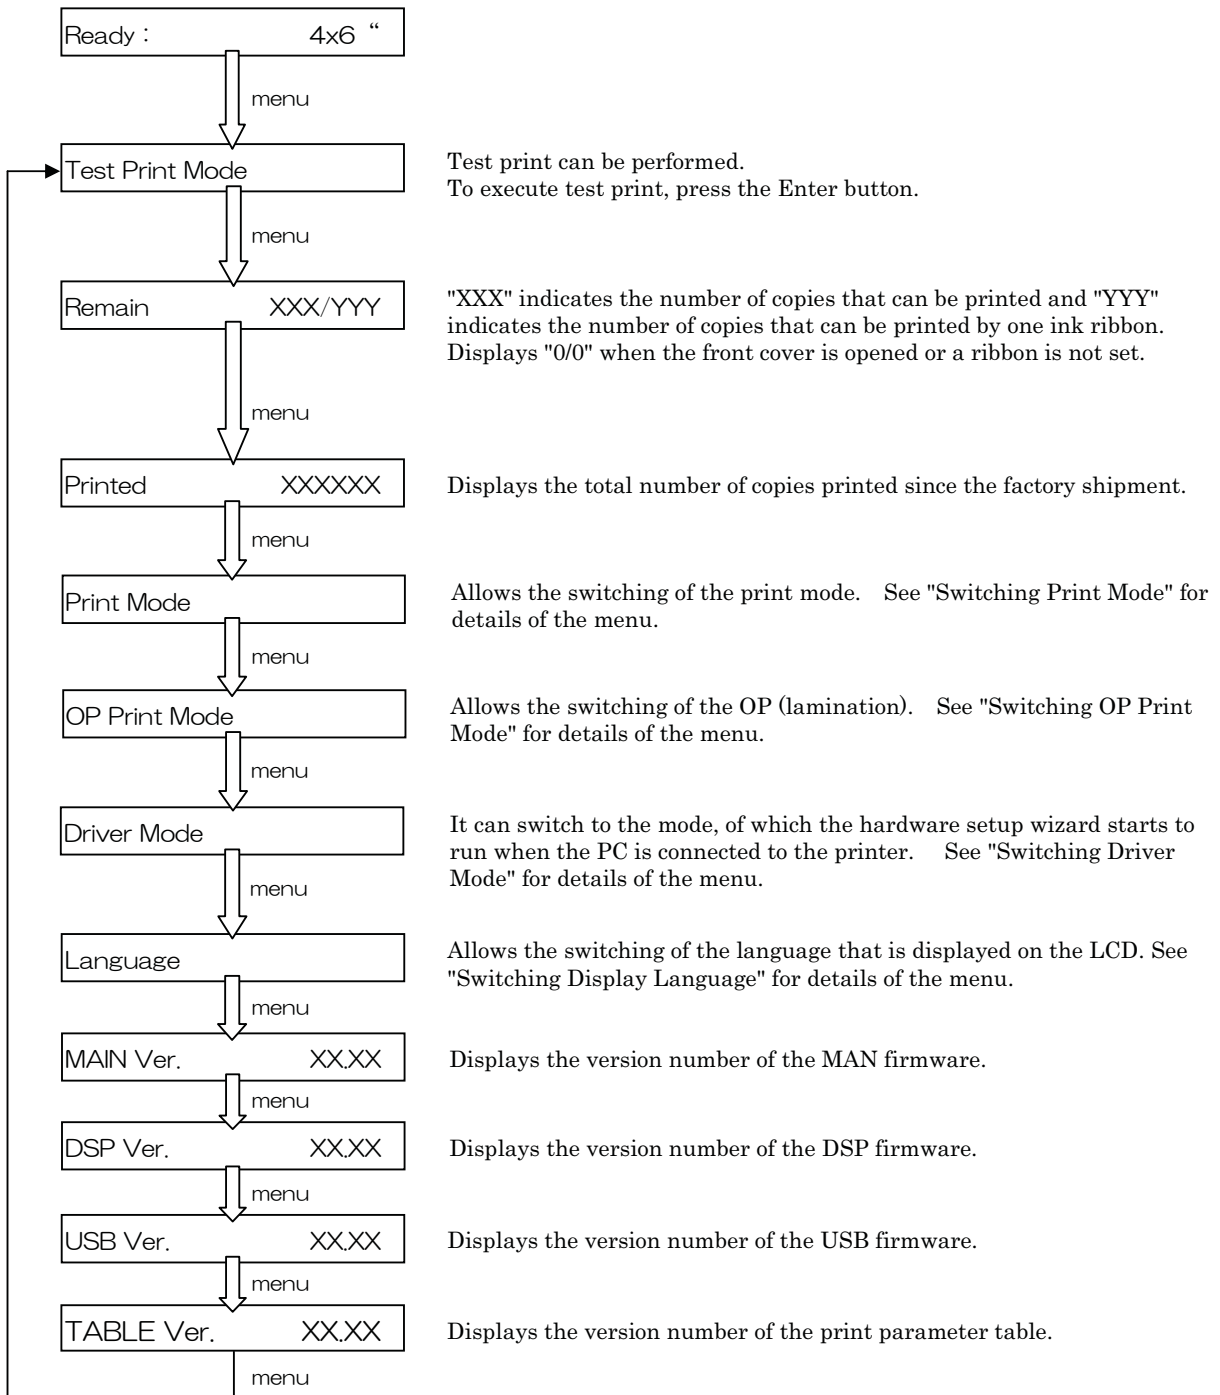 Ready : 4x6 “
menu
Test Print Mode
Test print can be performed.
To execute test print, press the Enter button.
menu
Remain XXX/YYY
"XXX" indicates the number of copies that can be printed and "YYY"
indicates the number of copies that can be printed by one ink ribbon.
Displays "0/0" when the front cover is opened or a ribbon is not set.
menu
Printed XXXXXX
Displays the total number of copies printed since the factory shipment.
menu
Print Mode
Allows the switching of the print mode. See "Switching Print Mode" for
details of the menu.
menu
OP Print Mode
Allows the switching of the OP (lamination). See "Switching OP Print
Mode" for details of the menu.
menu
Driver Mode
It can switch to the mode, of which the hardware setup wizard starts to
run when the PC is connected to the printer. See "Switching Driver
Mode" for details of the menu.
menu
Language
Allows the switching of the language that is displayed on the LCD. See
"Switching Display Language" for details of the menu.
menu
MAIN Ver. XX.XX
Displays the version number of the MAN firmware.
menu
DSP Ver. XX.XX
Displays the version number of the DSP firmware.
menu
USB Ver. XX.XX
Displays the version number of the USB firmware.
menu
TABLE Ver. XX.XX
Displays the version number of the print parameter table.
menu